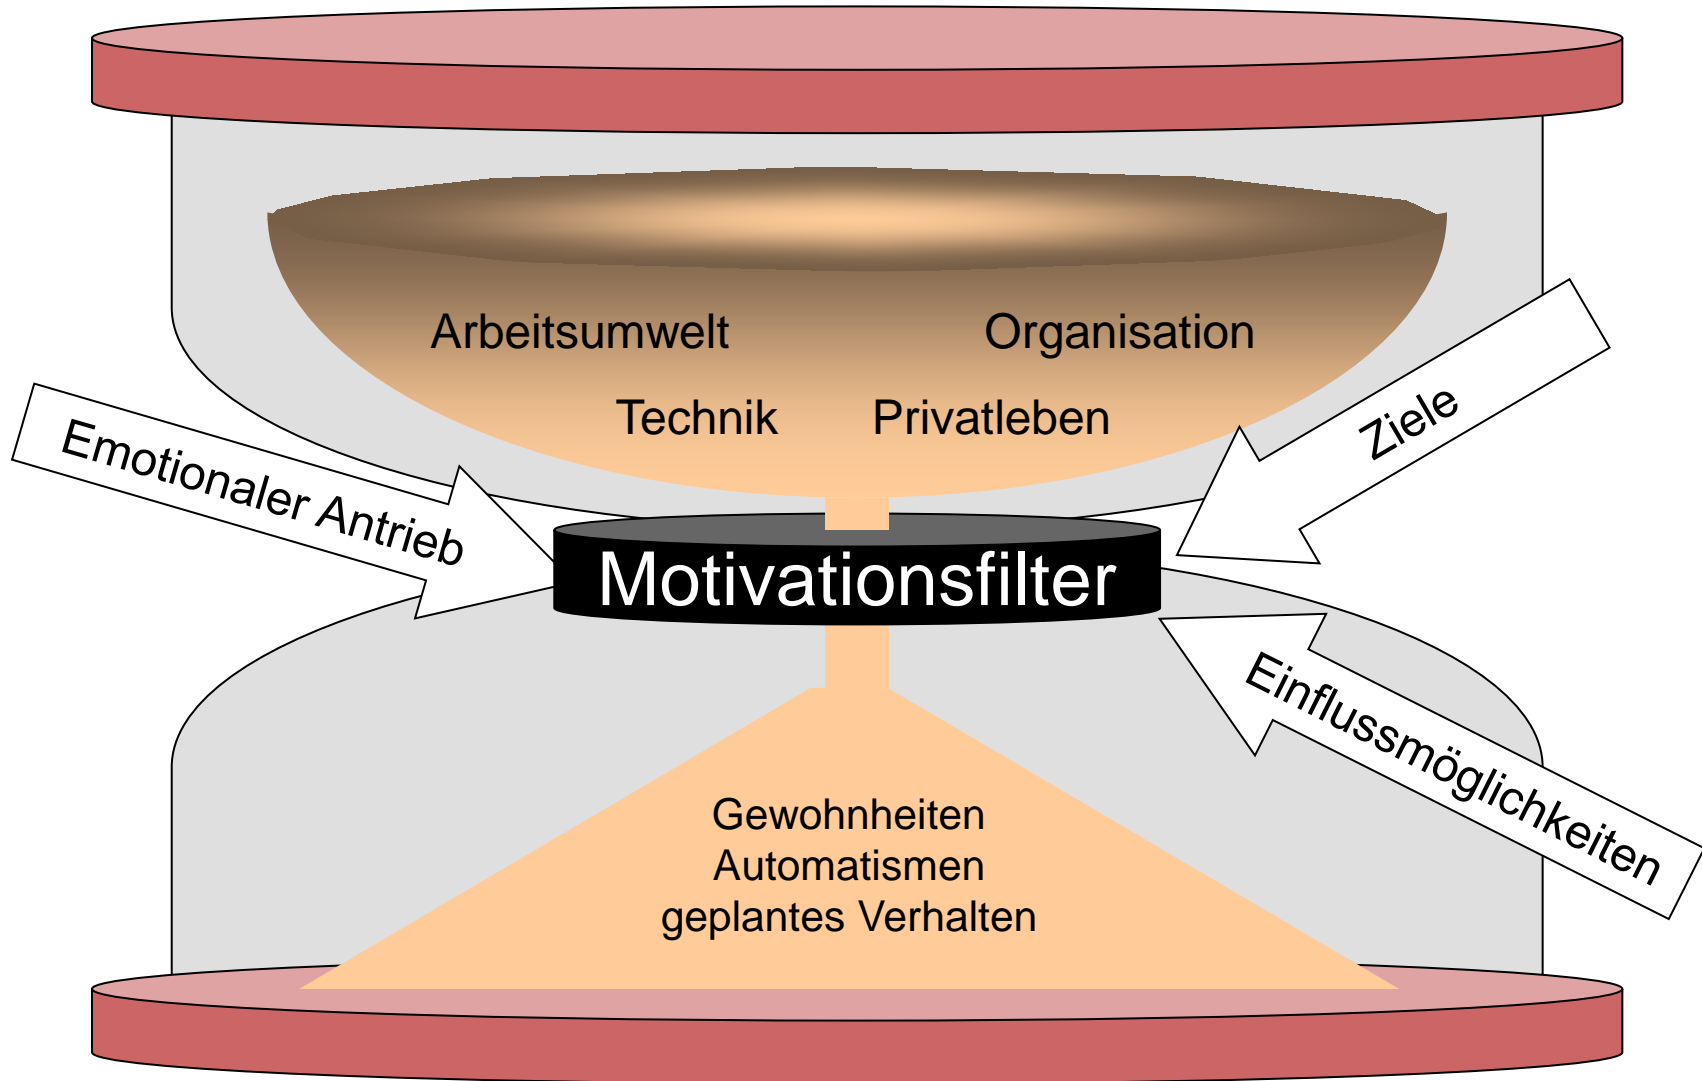 Arbeitsumwelt Organisation
Technik Privatleben
Emotionaler Antrieb
Ziele
Motivationsfilter
Einflussmöglichkeiten
Gewohnheiten
Automatismen
geplantes Verhalten